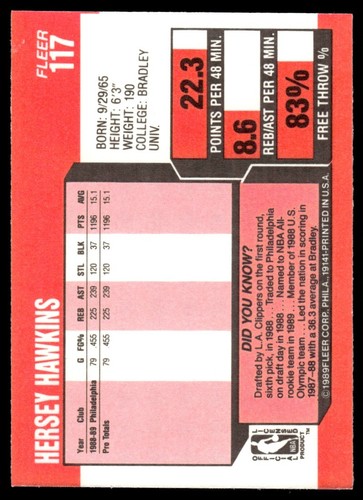 FLEER
117
BORN: 9/29/65
HEIGHT: 6'3"
WEIGHT: 190
COLLEGE: BRADLEY
UNIV.
22.3
POINTS PER 48 MIN.
8.6
REB/AST PER 48 MIN.
83%
FREE THROW %
HERSEY HAWKINS
Year Club G FG% REB AST STL BLK PTS AVG
1988-89 Philadelphia 79 .455 225 239 120 37 1196 15.1
Pro Totals 79 .455 225 239 120 37 1196 15.1
DID YOU KNOW?
Drafted by L.A. Clippers on the first round,
sixth pick, in 1988 ... Traded to Philadelphia
on draft day in 1988 ... Named to NBA All-
rookie team in 1989 ... Member of 1988 U.S.
Olympic team ... Led the nation in scoring in
1987-88 with a 36.3 average at Bradley.
©1989 FLEER CORP., PHILA., 19141-PRINTED IN U.S.A.
OFFICIAL
LICENSED
NBA
PRODUCT™